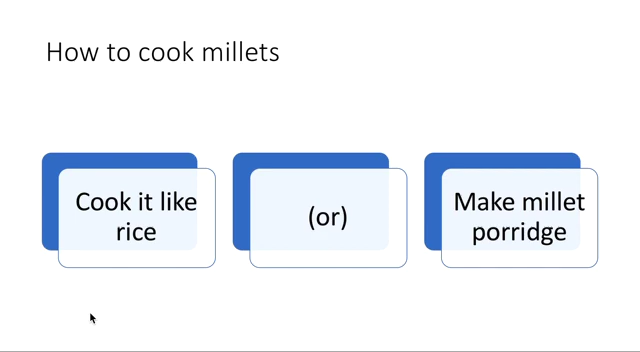 How to cook millets
Cook it like
rice
(or)
Make millet
porridge